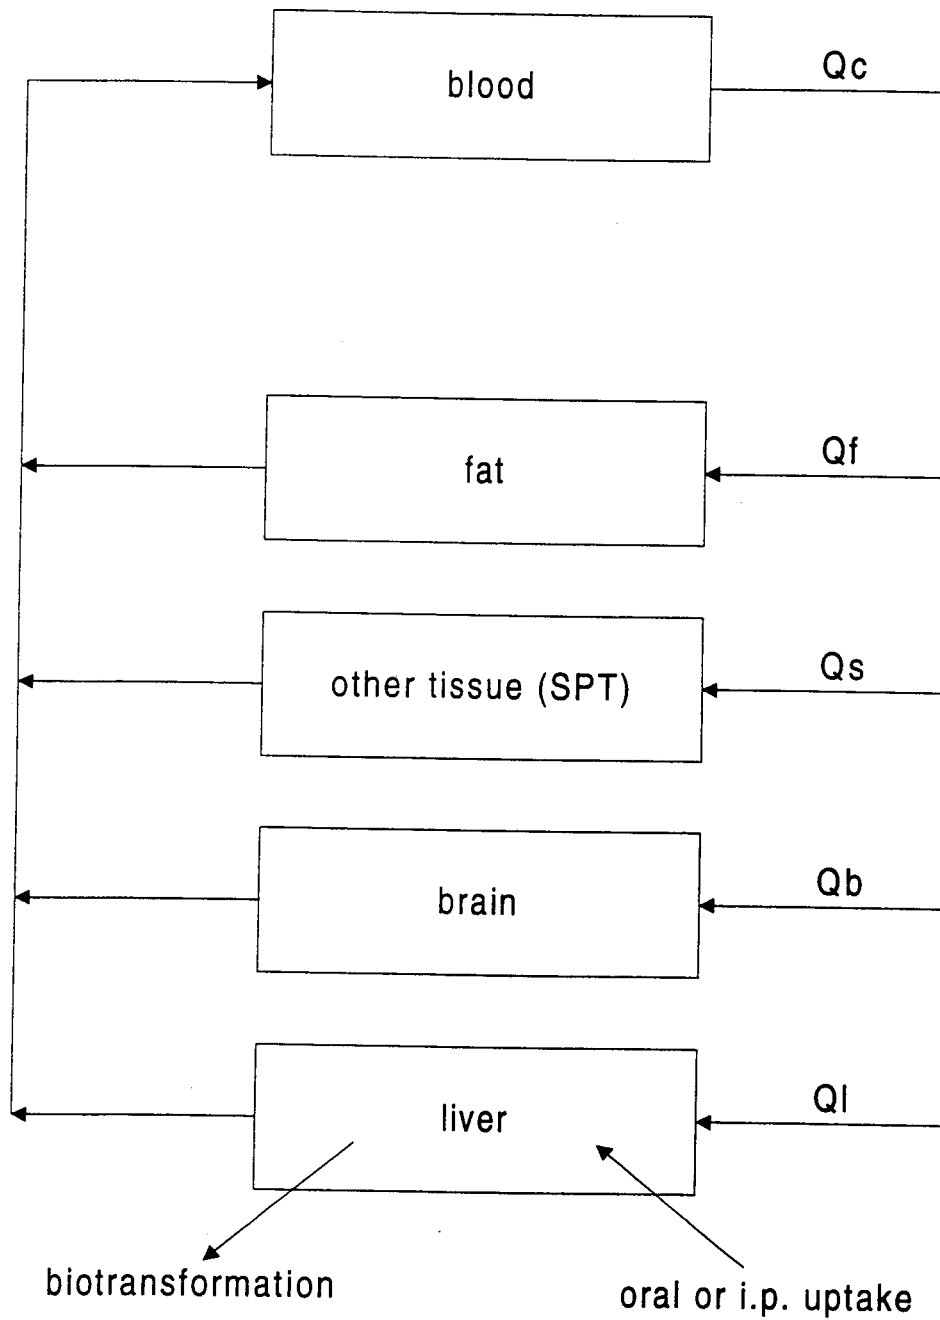 Qc
blood
Qf
fat
Qs
other tissue (SPT)
Qb
brain
Ql
liver
biotransformation
oral or i.p. uptake